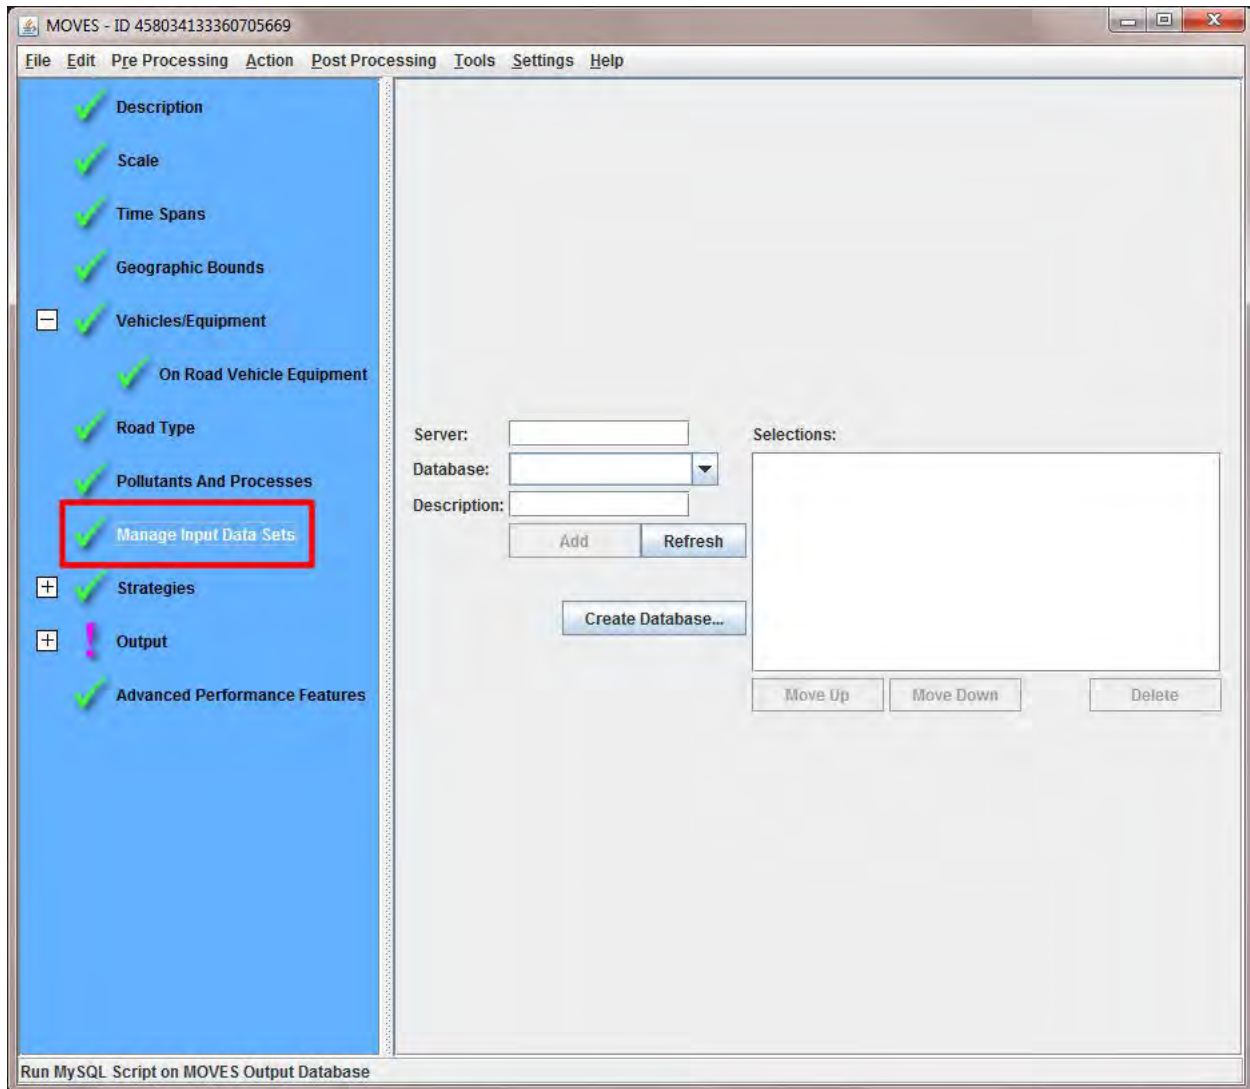 MOVES - ID 458034133360705669
File Edit Pre Processing Action Post Processing Tools Settings Help
Description
Scale
Time Spans
Geographic Bounds
Vehicles/Equipment
On Road Vehicle Equipment
Road Type
Pollutants And Processes
Manage Input Data Sets
Strategies
Output
Advanced Performance Features
Server:
Database:
Description:
Add Refresh
Create Database...
Selections:
Move Up Move Down Delete
Run MySQL Script on MOVES Output Database